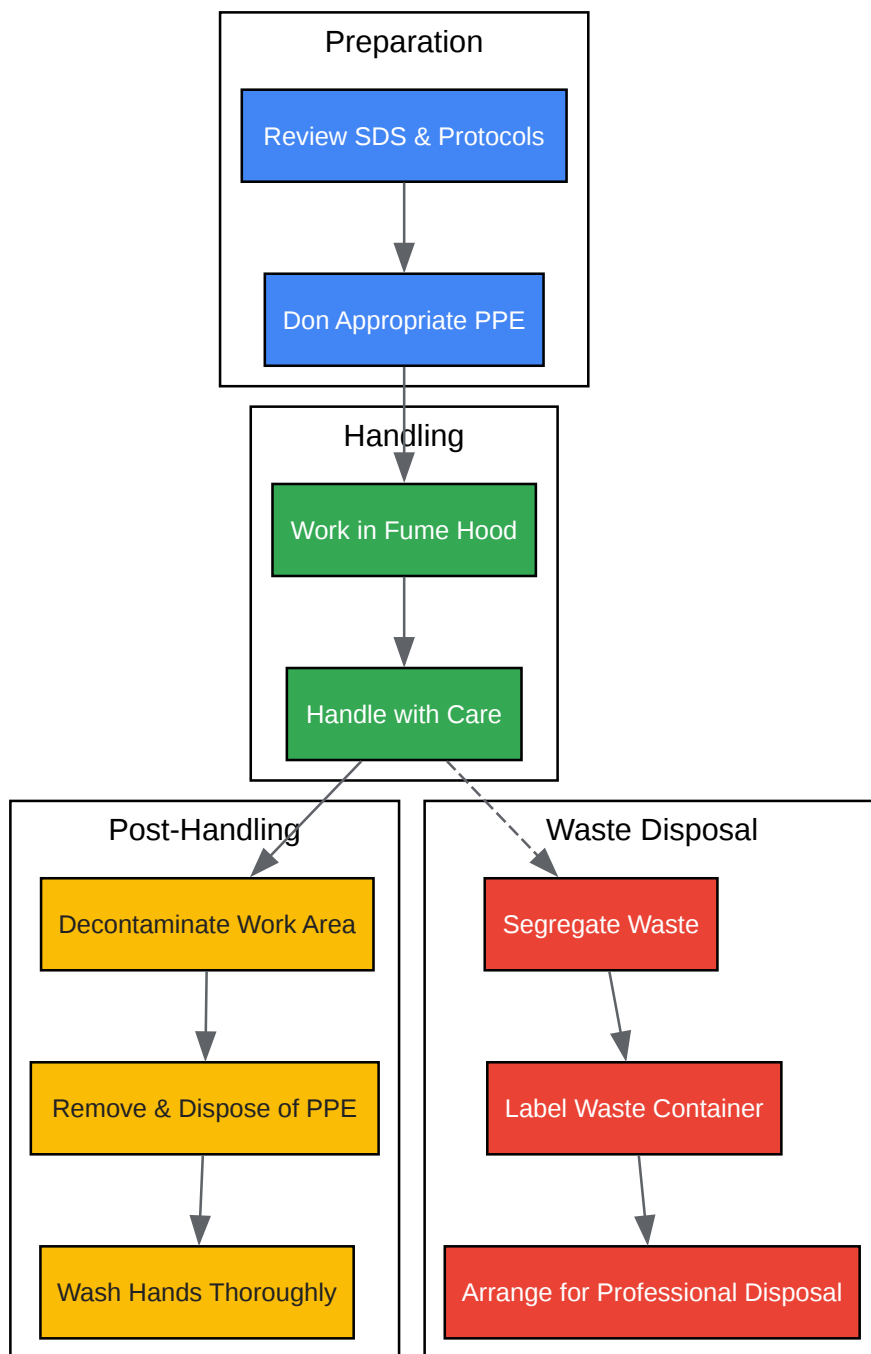 Preparation
Review SDS & Protocols
Don Appropriate PPE
Handling
Work in Fume Hood
Handle with Care
Post-Handling
Decontaminate Work Area
Remove & Dispose of PPE
Wash Hands Thoroughly
Waste Disposal
Segregate Waste
Label Waste Container
Arrange for Professional Disposal